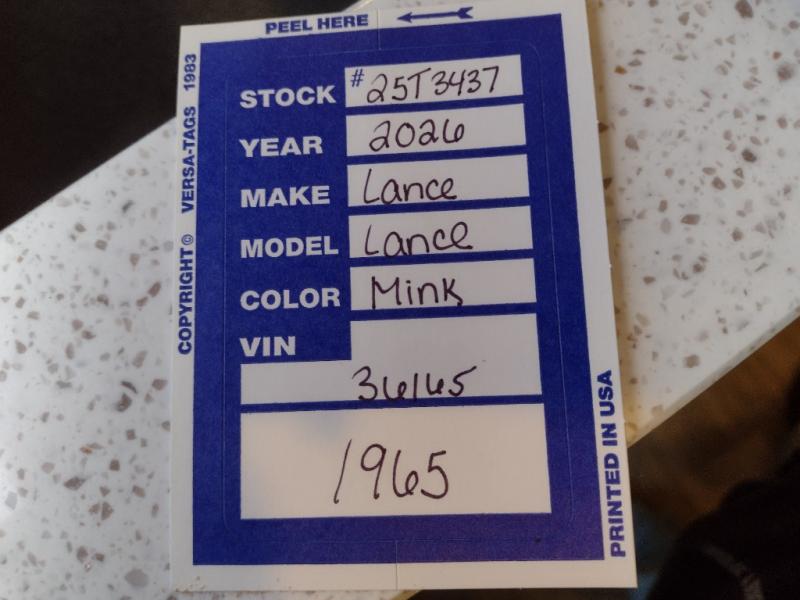 PEEL HERE
COPYRIGHT © VERSA-TAGS 1983
STOCK #25T3437
YEAR 2026
MAKE Lance
MODEL Lance
COLOR Mink
VIN
36165
1965
PRINTED IN USA